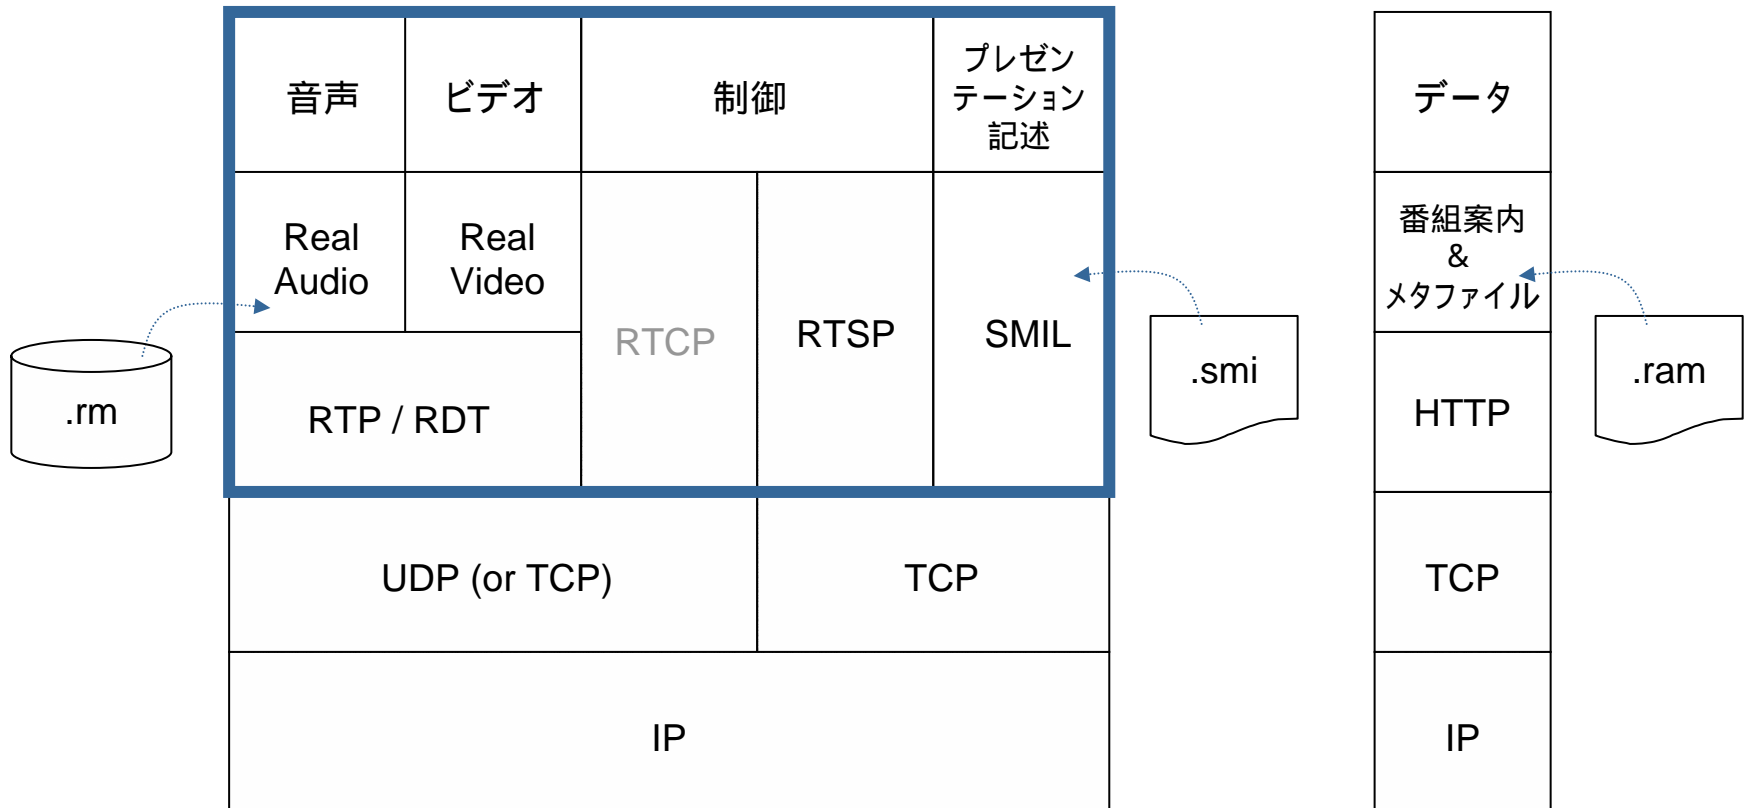 音声
ビデオ
制御
プレゼン
テーション
記述
データ
Real
Audio
Real
Video
RTCP
RTSP
SMIL
番組案内
&
メタファイル
.rm
RTP / RDT
.smi
HTTP
.ram
UDP (or TCP)
TCP
TCP
IP
IP